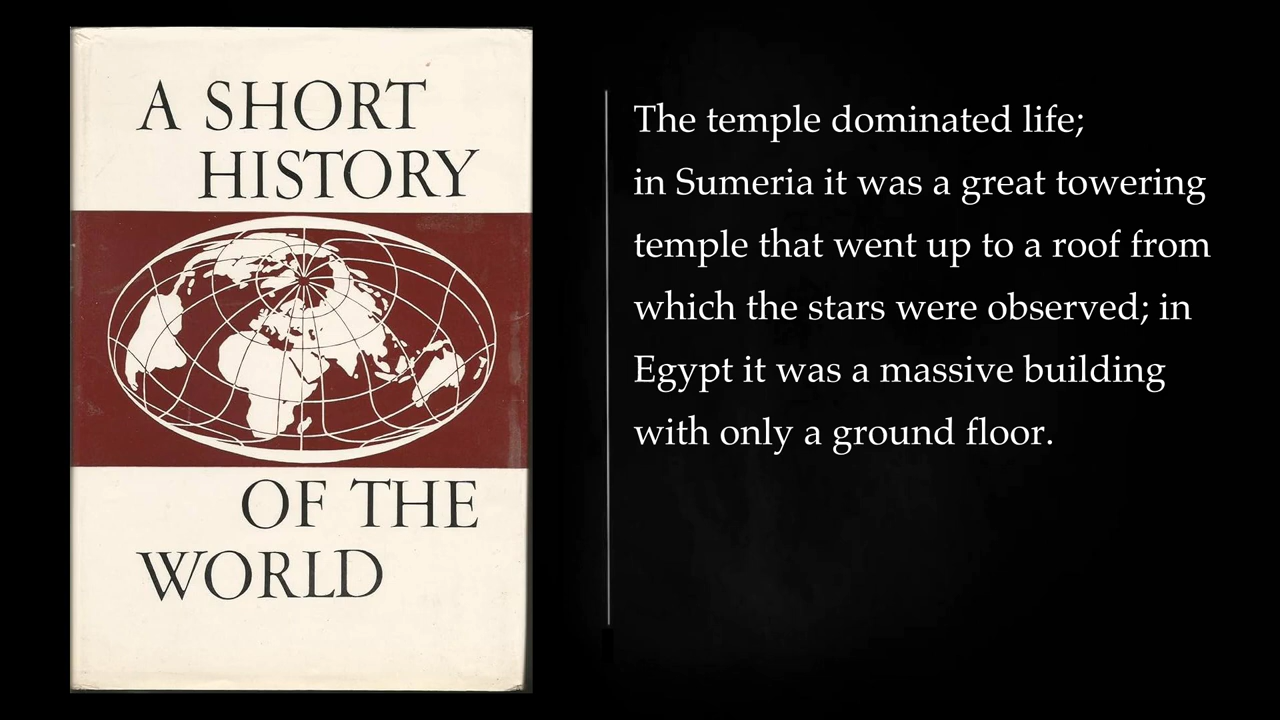 A SHORT
HISTORY
OF THE
WORLD
The temple dominated life;
in Sumeria it was a great towering
temple that went up to a roof from
which the stars were observed; in
Egypt it was a massive building
with only a ground floor.